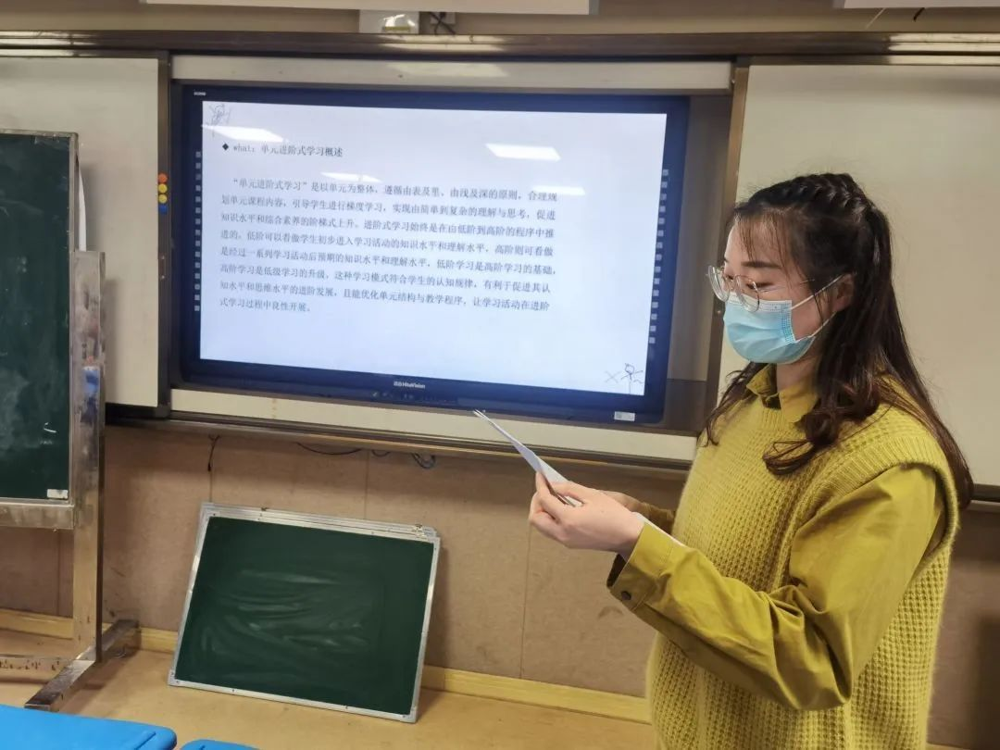 ◆ what：单元进阶式学习概述
“单元进阶式学习”是以单元为整体，遵循由表及里、由浅及深的原则，合理规
划单元课程内容，引导学生进行梯度学习，实现由简单到复杂的理解与思考，促进
知识水平和综合素养的阶梯式上升。进阶式学习始终是在由低阶到高阶的程序中推
进的，低阶可以看做学生初步进入学习活动的知识水平和理解水平，高阶则可看做
是经过一系列学习活动后预期的知识水平和理解水平，低阶学习是高阶学习的基础，
高阶学习是低级学习的升级，这种学习模式符合学生的认知规律，有利于促进其认
知水平和思维水平的进阶发展，且能优化单元结构与教学程序，让学习活动在进阶
式学习过程中良性开展。
HiteVision